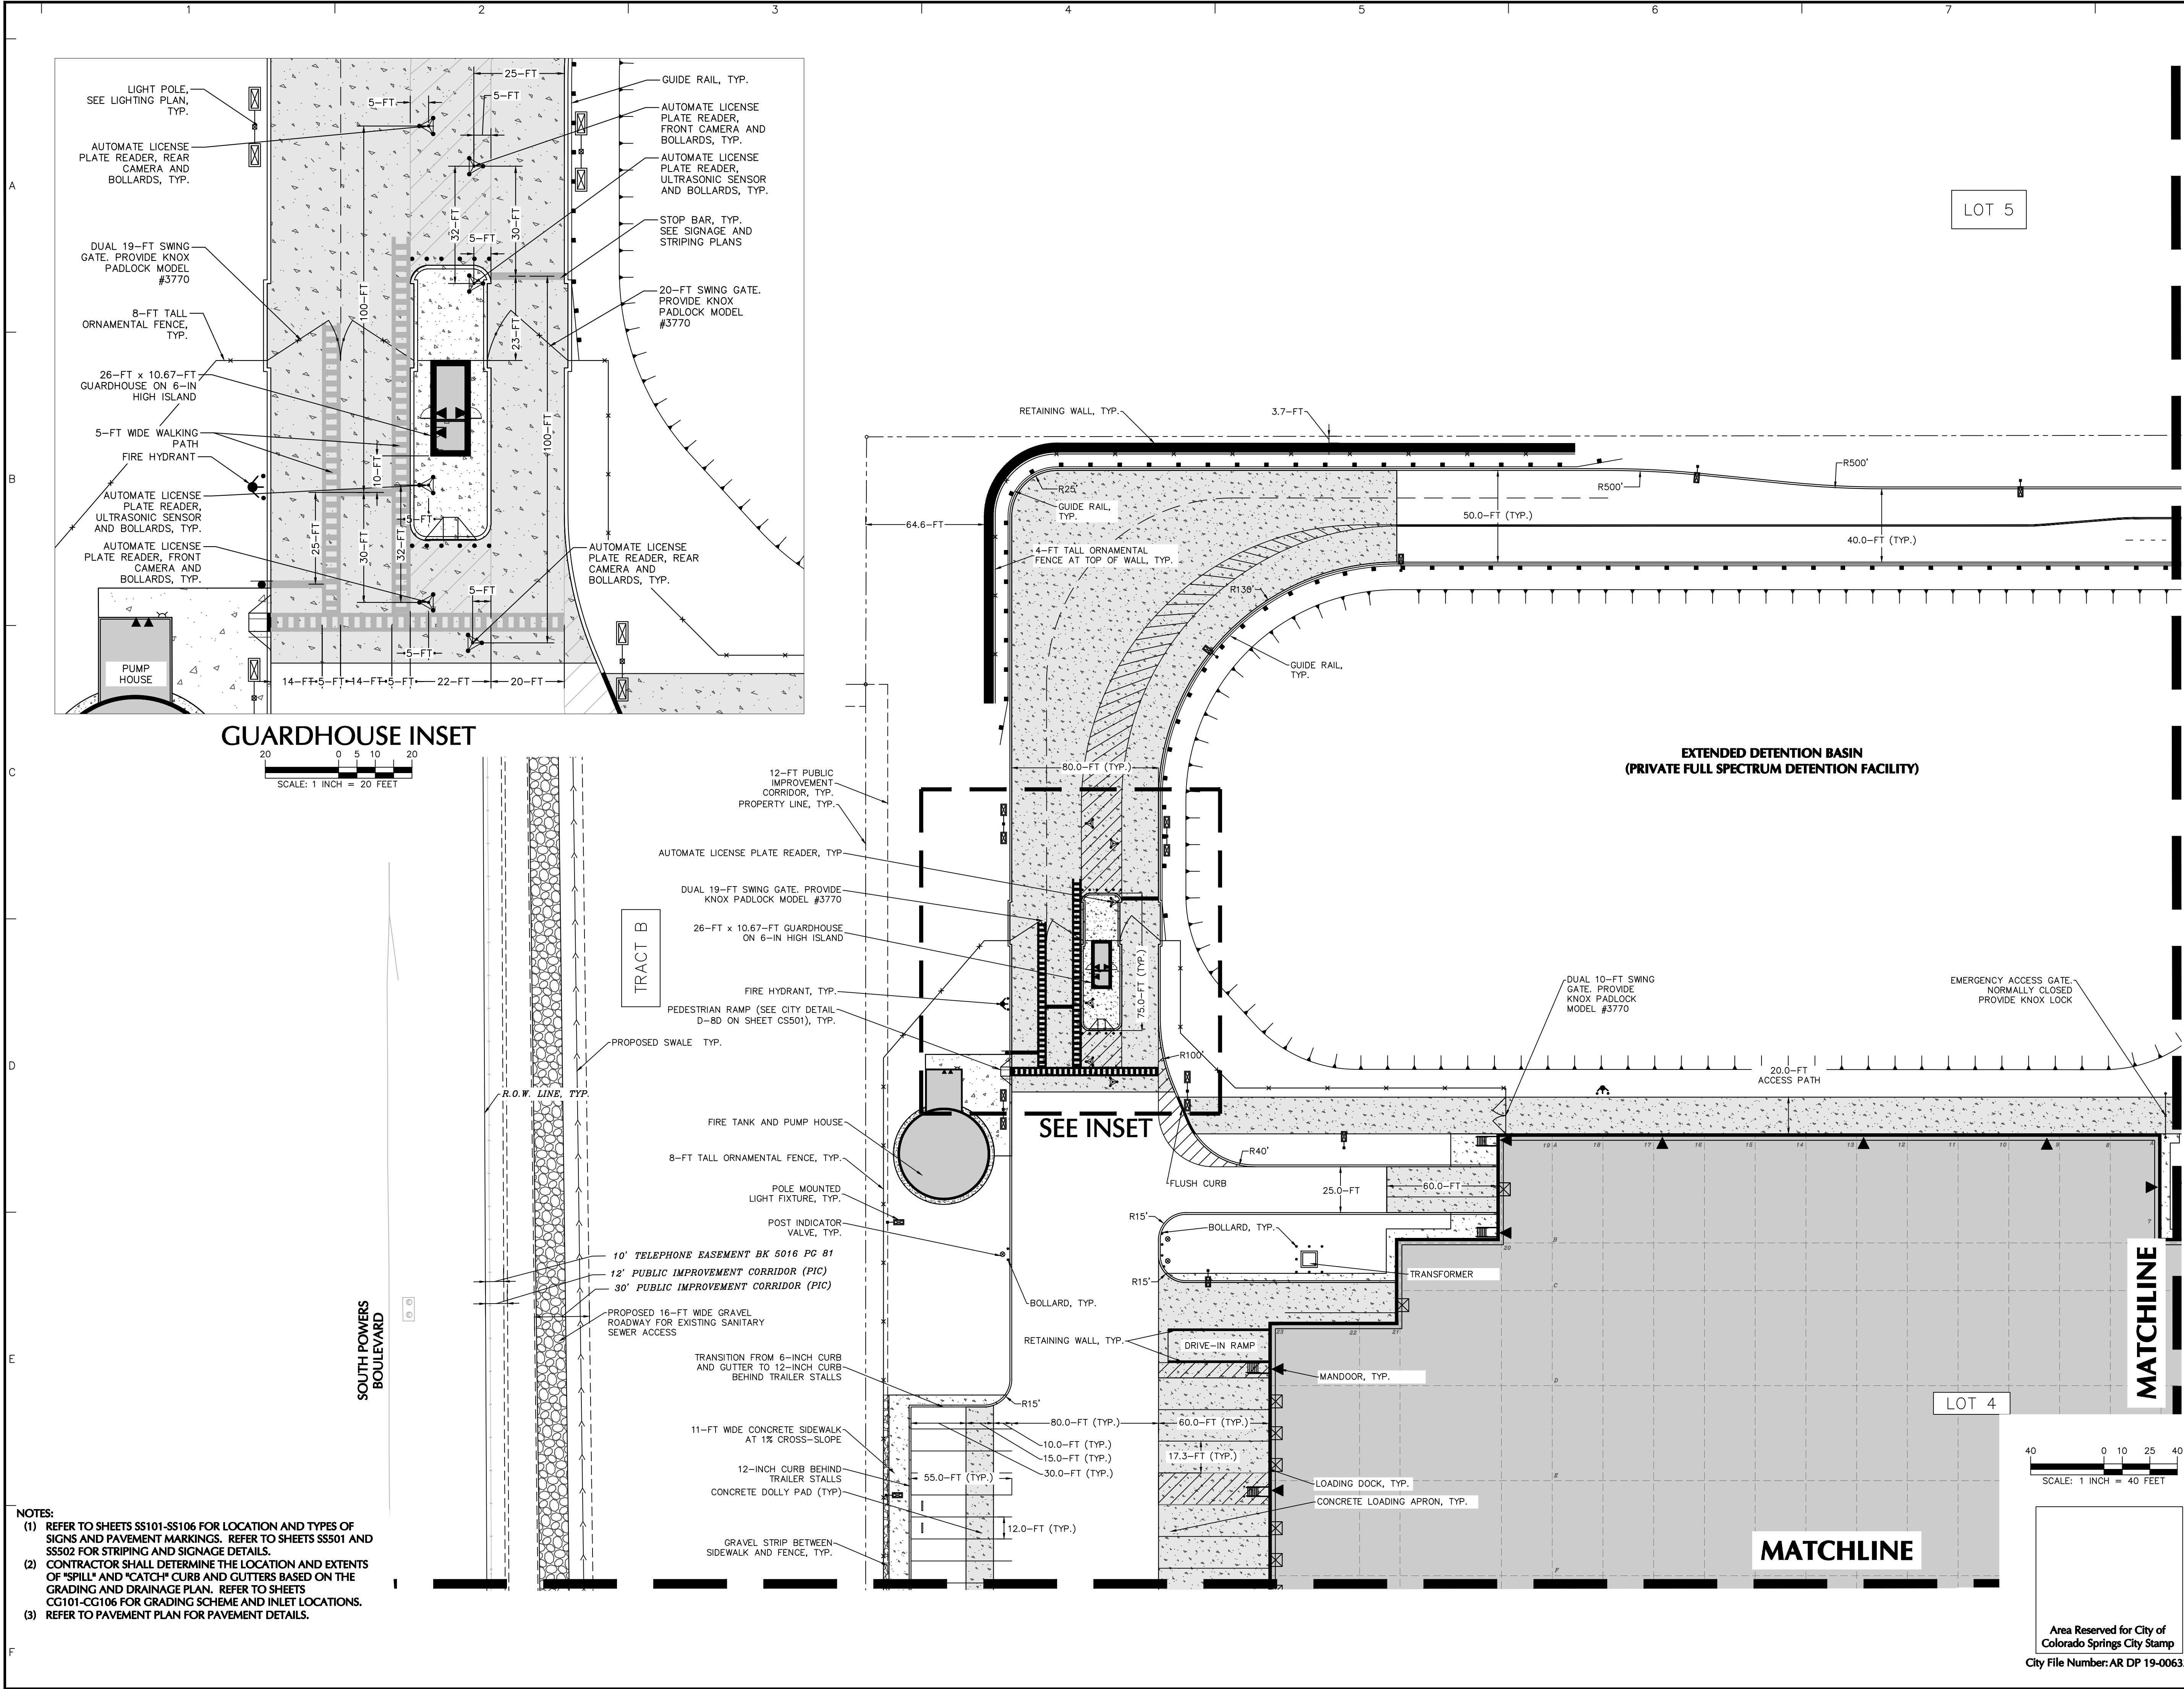 1
2
3
4
5
6
7
A
B
C
D
E
F
LIGHT POLE,
SEE LIGHTING PLAN,
TYP.
AUTOMATE LICENSE
PLATE READER, REAR
CAMERA AND
BOLLARDS, TYP.
DUAL 19-FT SWING
GATE. PROVIDE KNOX
PADLOCK MODEL
#3770
8-FT TALL
ORNAMENTAL FENCE,
TYP.
26-FT x 10.67-FT
GUARDHOUSE ON 6-IN
HIGH ISLAND
5-FT WIDE WALKING
PATH
FIRE HYDRANT
AUTOMATE LICENSE
PLATE READER,
ULTRASONIC SENSOR
AND BOLLARDS, TYP.
AUTOMATE LICENSE
PLATE READER, FRONT
CAMERA AND
BOLLARDS, TYP.
PUMP
HOUSE
25-FT
5-FT
5-FT
32-FT
30-FT
5-FT
100-FT
23-FT
100-FT
10-FT
5-FT
25-FT
30-FT
32-FT
5-FT
5-FT
14-FT
5-FT
14-FT
5-FT
22-FT
20-FT
GUIDE RAIL, TYP.
AUTOMATE LICENSE
PLATE READER,
FRONT CAMERA AND
BOLLARDS, TYP.
AUTOMATE LICENSE
PLATE READER,
ULTRASONIC SENSOR
AND BOLLARDS, TYP.
STOP BAR, TYP.
SEE SIGNAGE AND
STRIPING PLANS
20-FT SWING GATE.
PROVIDE KNOX
PADLOCK MODEL
#3770
AUTOMATE LICENSE
PLATE READER, REAR
CAMERA AND
BOLLARDS, TYP.
GUARDHOUSE INSET
20 0 5 10 20
SCALE: 1 INCH = 20 FEET
LOT 5
RETAINING WALL, TYP.
3.7-FT
R500'
R500'
R25'
GUIDE RAIL,
TYP.
64.6-FT
50.0-FT (TYP.)
40.0-FT (TYP.)
4-FT TALL ORNAMENTAL
FENCE AT TOP OF WALL, TYP.
R130'
GUIDE RAIL,
TYP.
EXTENDED DETENTION BASIN
(PRIVATE FULL SPECTRUM DETENTION FACILITY)
80.0-FT (TYP.)
12-FT PUBLIC
IMPROVEMENT
CORRIDOR, TYP.
PROPERTY LINE, TYP.
AUTOMATE LICENSE PLATE READER, TYP
DUAL 19-FT SWING GATE. PROVIDE
KNOX PADLOCK MODEL #3770
26-FT x 10.67-FT GUARDHOUSE
ON 6-IN HIGH ISLAND
TRACT B
75.0-FT (TYP.)
FIRE HYDRANT, TYP.
PEDESTRIAN RAMP (SEE CITY DETAIL
D-8D ON SHEET CS501), TYP.
PROPOSED SWALE TYP.
R.O.W. LINE, TYP.
R100'
DUAL 10-FT SWING
GATE. PROVIDE
KNOX PADLOCK
MODEL #3770
EMERGENCY ACCESS GATE.
NORMALLY CLOSED
PROVIDE KNOX LOCK
20.0-FT
ACCESS PATH
SEE INSET
FIRE TANK AND PUMP HOUSE
8-FT TALL ORNAMENTAL FENCE, TYP.
POLE MOUNTED
LIGHT FIXTURE, TYP.
POST INDICATOR
VALVE, TYP.
R40'
FLUSH CURB
25.0-FT
60.0-FT
19 A 18 17 16 15 14 13 12 11 10 9 8 A
7
R15'
BOLLARD, TYP.
B
20
TRANSFORMER
R15'
C
10' TELEPHONE EASEMENT BK 5016 PG 81
12' PUBLIC IMPROVEMENT CORRIDOR (PIC)
30' PUBLIC IMPROVEMENT CORRIDOR (PIC)
PROPOSED 16-FT WIDE GRAVEL
ROADWAY FOR EXISTING SANITARY
SEWER ACCESS
SOUTH POWERS
BOULEVARD
BOLLARD, TYP.
RETAINING WALL, TYP.
DRIVE-IN RAMP
23 22 21
MANDOOR, TYP.
D
MATCHLINE
LOT 4
TRANSITION FROM 6-INCH CURB
AND GUTTER TO 12-INCH CURB
BEHIND TRAILER STALLS
R15'
11-FT WIDE CONCRETE SIDEWALK
AT 1% CROSS-SLOPE
80.0-FT (TYP.)
60.0-FT (TYP.)
10.0-FT (TYP.)
15.0-FT (TYP.)
30.0-FT (TYP.)
17.3-FT (TYP.)
12-INCH CURB BEHIND
TRAILER STALLS
55.0-FT (TYP.)
CONCRETE DOLLY PAD (TYP)
LOADING DOCK, TYP.
E
CONCRETE LOADING APRON, TYP.
12.0-FT (TYP.)
GRAVEL STRIP BETWEEN
SIDEWALK AND FENCE, TYP.
F
MATCHLINE
40 0 10 25 40
SCALE: 1 INCH = 40 FEET
NOTES:
(1) REFER TO SHEETS SS101-SS106 FOR LOCATION AND TYPES OF
SIGNS AND PAVEMENT MARKINGS. REFER TO SHEETS SS501 AND
SS502 FOR STRIPING AND SIGNAGE DETAILS.
(2) CONTRACTOR SHALL DETERMINE THE LOCATION AND EXTENTS
OF "SPILL" AND "CATCH" CURB AND GUTTERS BASED ON THE
GRADING AND DRAINAGE PLAN. REFER TO SHEETS
CG101-CG106 FOR GRADING SCHEME AND INLET LOCATIONS.
(3) REFER TO PAVEMENT PLAN FOR PAVEMENT DETAILS.
Area Reserved for City of
Colorado Springs City Stamp
City File Number: AR DP 19-0063